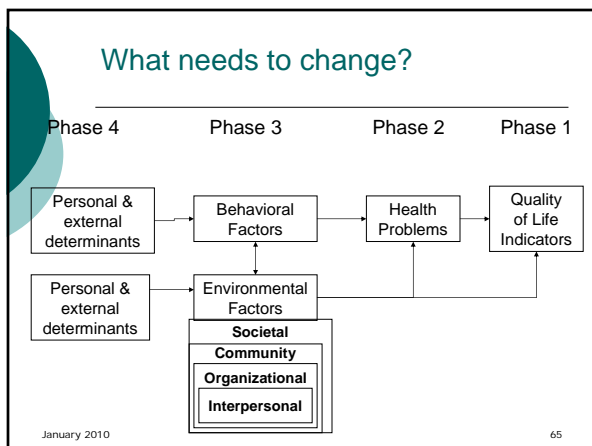 What needs to change?
Phase 4 Phase 3 Phase 2 Phase 1
Personal &
external
determinants
Behavioral
Factors
Health
Problems
Quality
of Life
Indicators
Personal &
external
determinants
Environmental
Factors
Societal
Community
Organizational
Interpersonal
January 2010 65